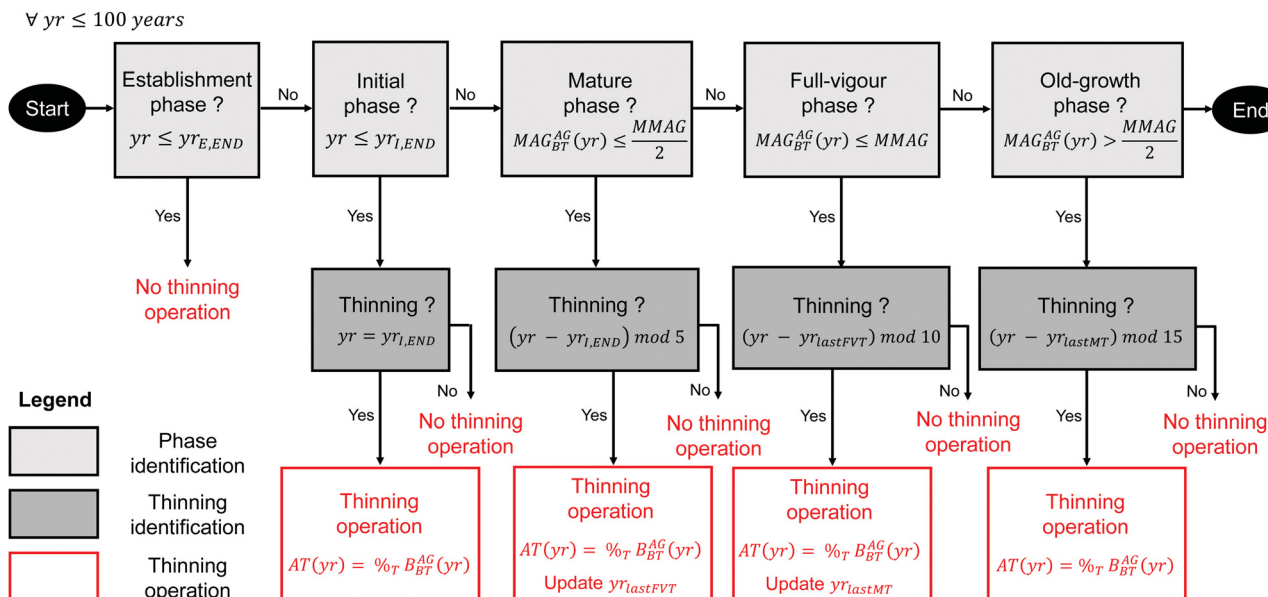 ∀ yr ≤ 100 years
Start
Establishment
phase ?
yr ≤ yr_{E,END}
No
Initial
phase ?
yr ≤ yr_{I,END}
No
Mature
phase ?
MAG_{BT}^{AG}(yr) ≤ MMAG/2
No
Full-vigour
phase ?
MAG_{BT}^{AG}(yr) ≤ MMAG
No
Old-growth
phase ?
MAG_{BT}^{AG}(yr) > MMAG/2
End
Yes
Yes
Yes
Yes
Yes
No thinning
operation
Thinning ?
yr = yr_{I,END}
Thinning ?
(yr − yr_{I,END}) mod 5
Thinning ?
(yr − yr_{lastFVT}) mod 10
Thinning ?
(yr − yr_{lastMT}) mod 15
No
No
No
No
Yes
Yes
Yes
Yes
No thinning
operation
No thinning
operation
No thinning
operation
No thinning
operation
Thinning
operation
AT(yr) = %_T B_{BT}^{AG}(yr)
Thinning
operation
AT(yr) = %_T B_{BT}^{AG}(yr)
Update yr_{lastFVT}
Thinning
operation
AT(yr) = %_T B_{BT}^{AG}(yr)
Update yr_{lastMT}
Thinning
operation
AT(yr) = %_T B_{BT}^{AG}(yr)
Legend
Phase
identification
Thinning
identification
Thinning
operation